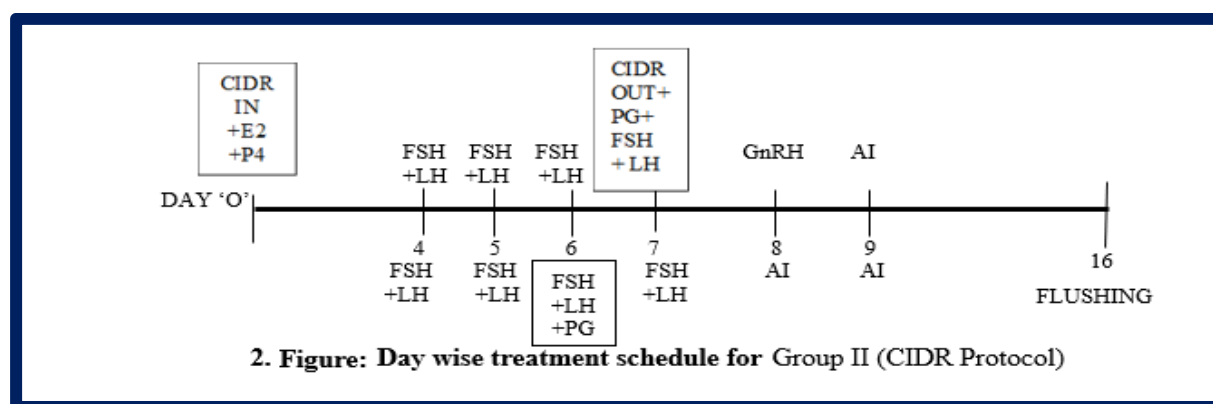 CIDR
IN
+E2
+P4
CIDR
OUT+
PG+
FSH
+LH
FSH
+LH
FSH
+LH
FSH
+LH
GnRH
AI
DAY ‘O’
4
5
6
7
8
9
16
FSH
+LH
FSH
+LH
FSH
+LH
+PG
FSH
+LH
AI
AI
FLUSHING
2. Figure: Day wise treatment schedule for Group II (CIDR Protocol)